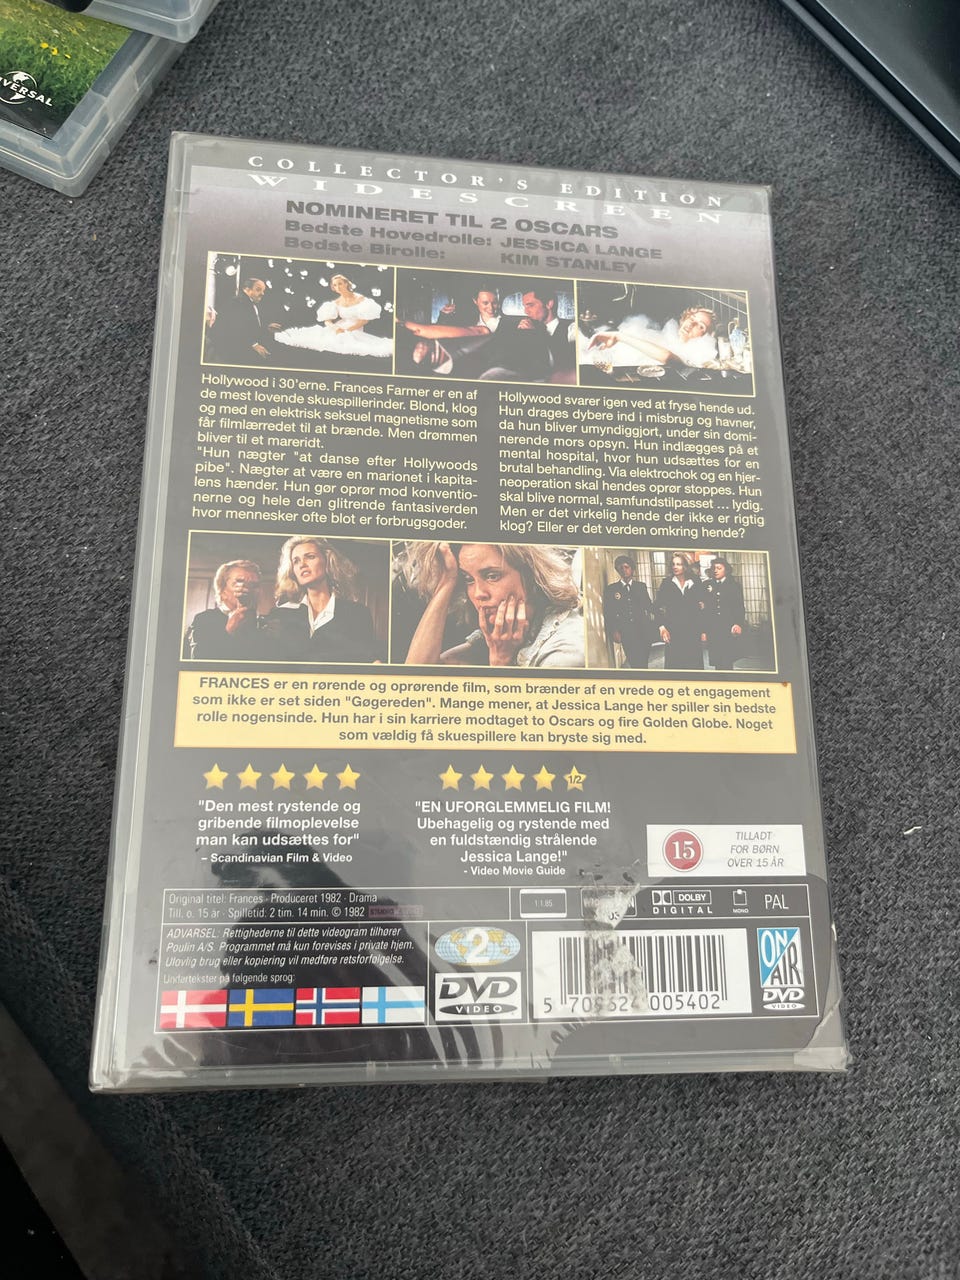 VERSAL
COLLECTOR'S EDITION
WIDESCREEN
NOMINERET TIL 2 OSCARS
Bedste Hovedrolle: JESSICA LANGE
Bedste Birolle: KIM STANLEY
Hollywood i 30'erne. Frances Farmer er en af
de mest lovende skuespillerinder. Blond, klog
og med en elektrisk seksuel magnetisme som
får filmlærredet til at brænde. Men drømmen
bliver til et mareridt.
"Hun nægter "at danse efter Hollywoods
pibe". Nægter at være en marionet i kapita-
lens hænder. Hun gør oprør mod konventio-
nerne og hele den glitrende fantasiverden
hvor mennesker ofte blot er forbrugsgoder.
Hollywood svarer igen ved at fryse hende ud.
Hun drages dybere ind i misbrug og havner,
da hun bliver umyndiggjort, under sin domi-
nerende mors opsyn. Hun indlægges på et
mental hospital, hvor hun udsættes for en
brutal behandling. Via elektrochok og en hjer-
neoperation skal hendes oprør stoppes. Hun
skal blive normal, samfundstilpasset ... lydig.
Men er det virkelig hende der ikke er rigtig
klog? Eller er det verden omkring hende?
FRANCES er en rørende og oprørende film, som brænder af en vrede og et engagement
som ikke er set siden "Gøgereden". Mange mener, at Jessica Lange her spiller sin bedste
rolle nogensinde. Hun har i sin karriere modtaget to Oscars og fire Golden Globe. Noget
som vældig få skuespillere kan bryste sig med.
"Den mest rystende og
gribende filmoplevelse
man kan udsættes for"
– Scandinavian Film & Video
1/2
"EN UFORGLEMMELIG FILM!
Ubehagelig og rystende med
en fuldstændig strålende
Jessica Lange!"
- Video Movie Guide
15
TILLADT
FOR BØRN
OVER 15 ÅR
Original titel: Frances · Produceret 1982 · Drama
Till. o. 15 år · Spilletid: 2 tim. 14 min. © 1982
1:1.85
DOLBY
DIGITAL
MONO
PAL
ADVARSEL: Rettighederne til dette videogram tilhører
Poulin A/S. Programmet må kun forevises i private hjem.
Ulovlig brug eller kopiering vil medføre retsforfølgelse.
Undertekster på følgende sprog:
2
DVD
VIDEO
5 709624 005402
ON
AIR
DVD
VIDEO